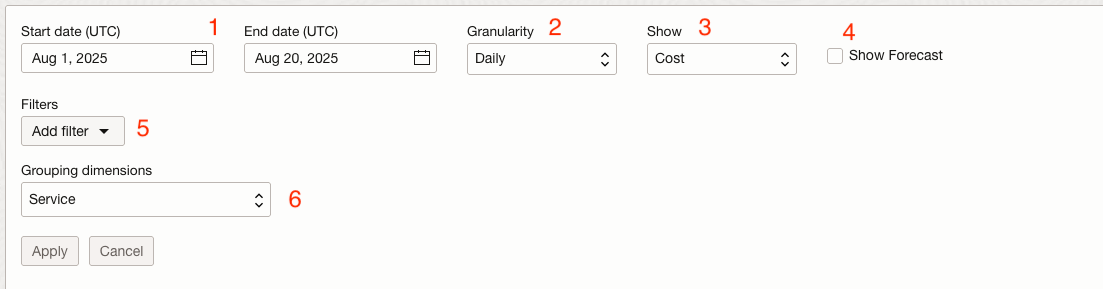 Start date (UTC) 1 End date (UTC) Granularity 2 Show 3 4
Aug 1, 2025 Aug 20, 2025 Daily Cost Show Forecast
Filters
Add filter 5
Grouping dimensions
Service 6
Apply Cancel